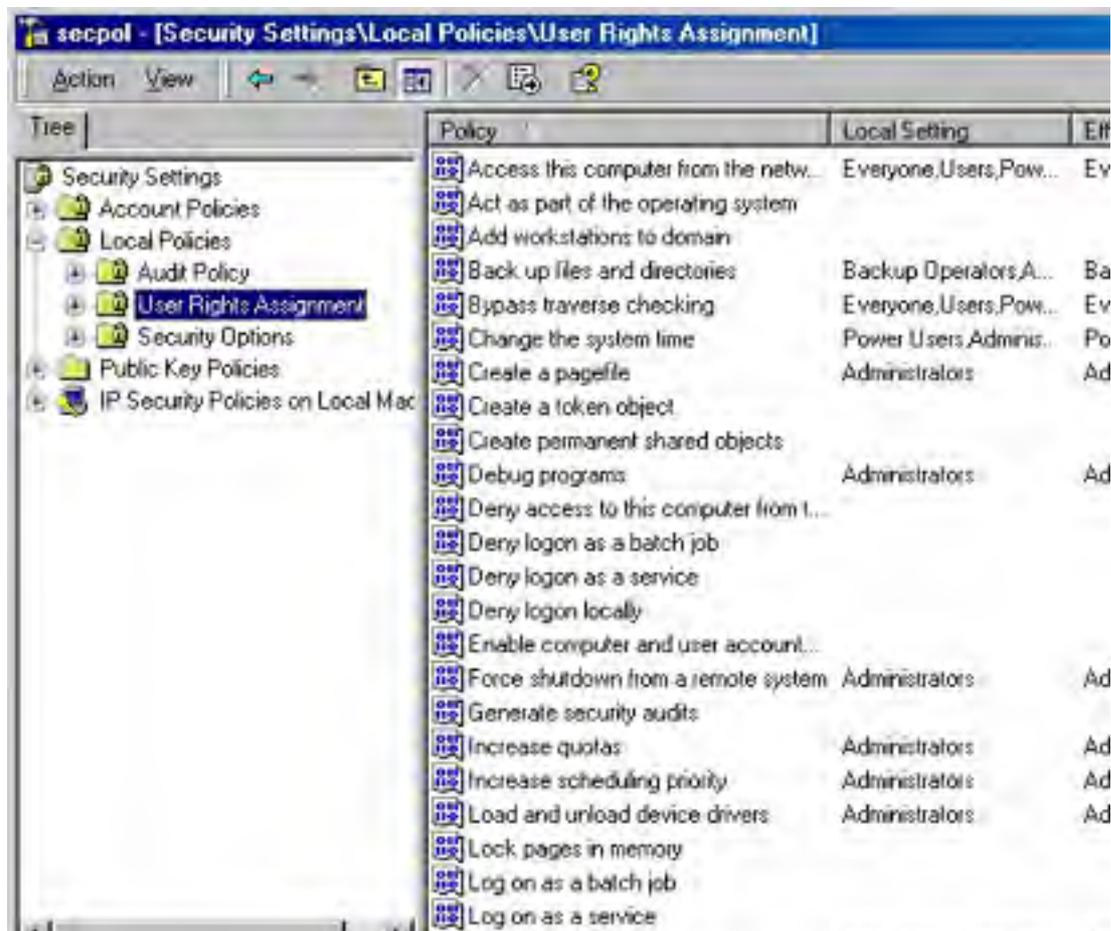 secpol - [Security Settings\Local Policies\User Rights Assignment]
Action View
Tree
Security Settings
Account Policies
Local Policies
Audit Policy
User Rights Assignment
Security Options
Public Key Policies
IP Security Policies on Local Mac
Policy Local Setting Eff
Access this computer from the netw... Everyone,Users,Pow... Ev
Act as part of the operating system
Add workstations to domain
Back up files and directories Backup Operators,A... Ba
Bypass traverse checking Everyone,Users,Pow... Ev
Change the system time Power Users,Adminis... Po
Create a pagefile Administrators Ad
Create a token object
Create permanent shared objects
Debug programs Administrators Ad
Deny access to this computer from t...
Deny logon as a batch job
Deny logon as a service
Deny logon locally
Enable computer and user account...
Force shutdown from a remote system Administrators Ad
Generate security audits
Increase quotas Administrators Ad
Increase scheduling priority Administrators Ad
Load and unload device drivers Administrators Ad
Lock pages in memory
Log on as a batch job
Log on as a service